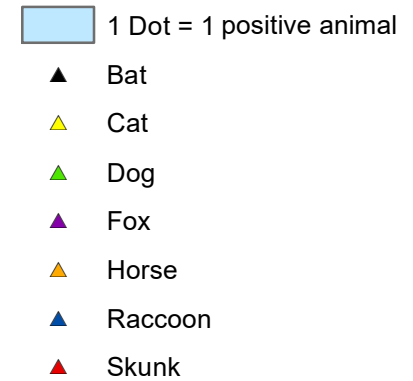 1 Dot = 1 positive animal
Bat
Cat
Dog
Fox
Horse
Raccoon
Skunk